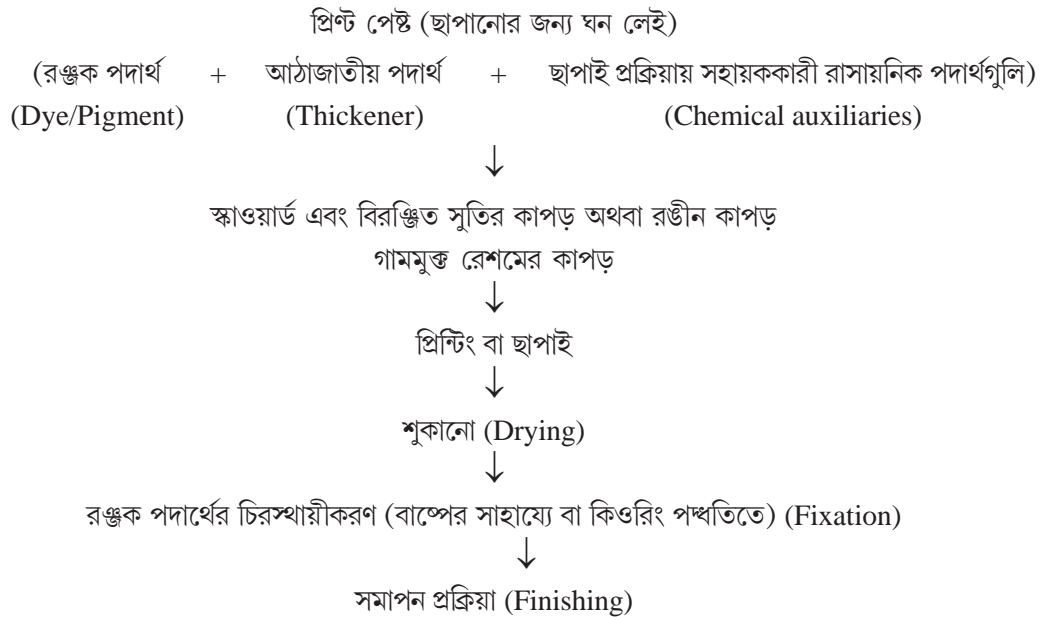 প্রিণ্ট পেষ্ট (ছাপানোর জন্য ঘন লেই)
(রঞ্জক পদার্থ + আঠাজাতীয় পদার্থ + ছাপাই প্রক্রিয়ায় সহায়ককারী রাসায়নিক পদার্থগুলি)
(Dye/Pigment) (Thickener) (Chemical auxiliaries)
↓
স্কাওয়ার্ড এবং বিরঞ্জিত সুতির কাপড় অথবা রঙীন কাপড়
গামমুক্ত রেশমের কাপড়
↓
প্রিন্টিং বা ছাপাই
↓
শুকানো (Drying)
↓
রঞ্জক পদার্থের চিরস্থায়ীকরণ (বাষ্পের সাহায্যে বা কিওরিং পদ্ধতিতে) (Fixation)
↓
সমাপন প্রক্রিয়া (Finishing)